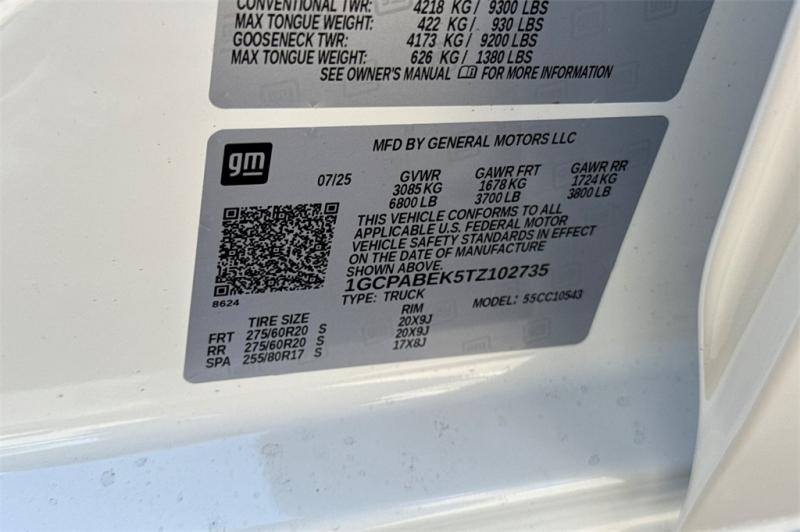 CONVENTIONAL TWR: 4218 KG / 9300 LBS
MAX TONGUE WEIGHT: 422 KG / 930 LBS
GOOSENECK TWR: 4173 KG / 9200 LBS
MAX TONGUE WEIGHT: 626 KG / 1380 LBS
SEE OWNER'S MANUAL FOR MORE INFORMATION
gm
MFD BY GENERAL MOTORS LLC
07/25 GVWR GAWR FRT GAWR RR
3085 KG 1678 KG 1724 KG
6800 LB 3700 LB 3800 LB
THIS VEHICLE CONFORMS TO ALL
APPLICABLE U.S. FEDERAL MOTOR
VEHICLE SAFETY STANDARDS IN EFFECT
ON THE DATE OF MANUFACTURE
SHOWN ABOVE.
1GCPABEK5TZ102735
8624
TYPE: TRUCK MODEL: 55CC10543
TIRE SIZE RIM
FRT 275/60R20 S 20X9J
RR 275/60R20 S 20X9J
SPA 255/80R17 S 17X8J